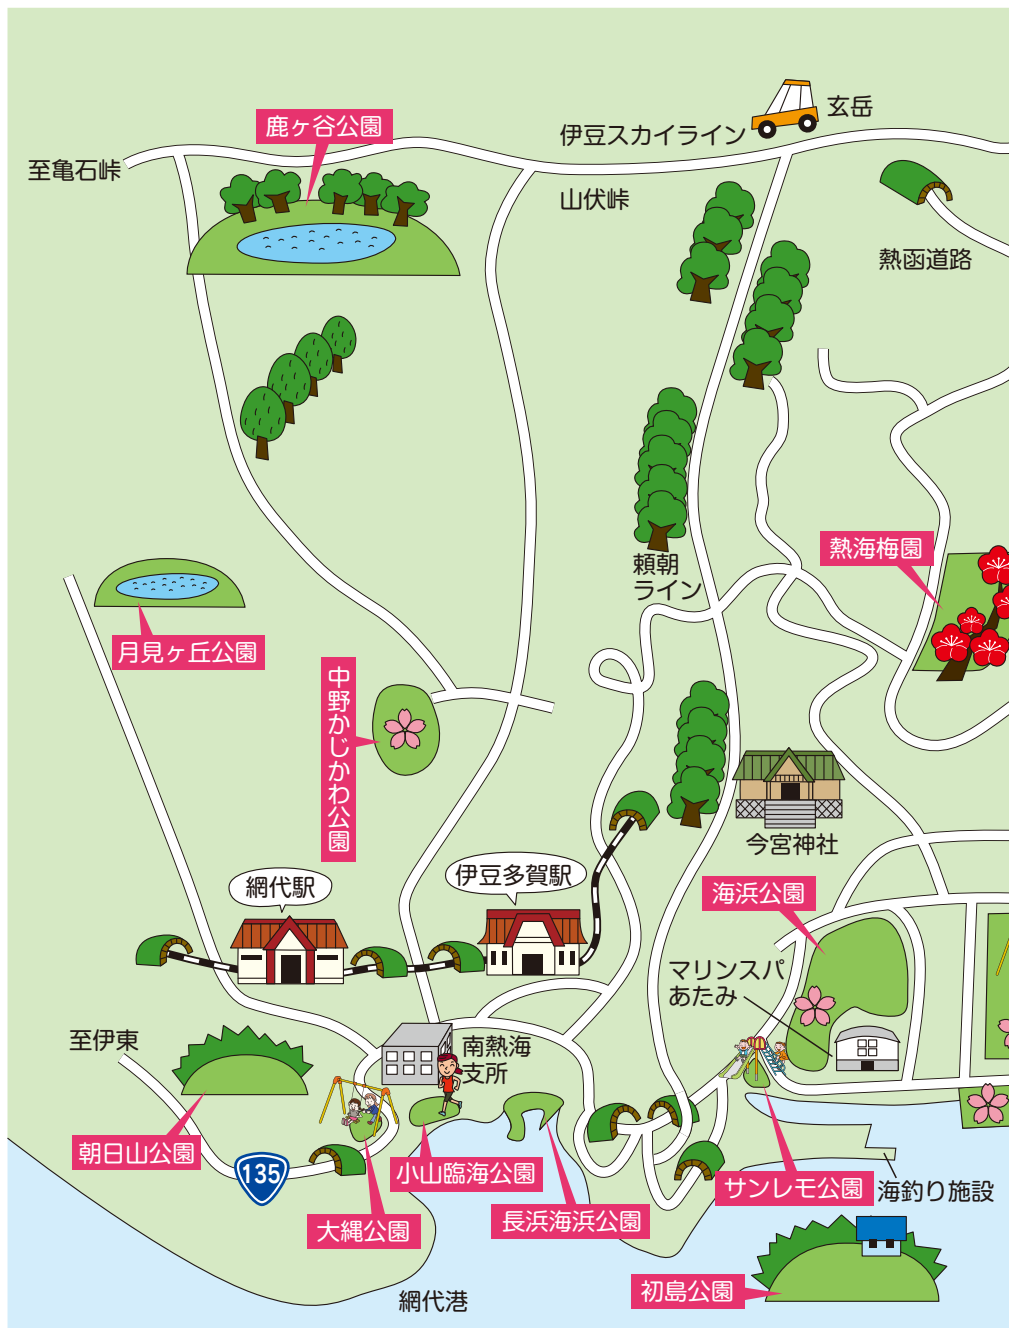 鹿ヶ谷公園
玄岳
伊豆スカイライン
至亀石峠
山伏峠
熱函道路
熱海梅園
頼朝
ライン
月見ヶ丘公園
中野かじかわ公園
今宮神社
網代駅
伊豆多賀駅
海浜公園
マリンスパ
あたみ
至伊東
南熱海
支所
朝日山公園
135
小山臨海公園
サンレモ公園
海釣り施設
大縄公園
長浜海浜公園
初島公園
網代港